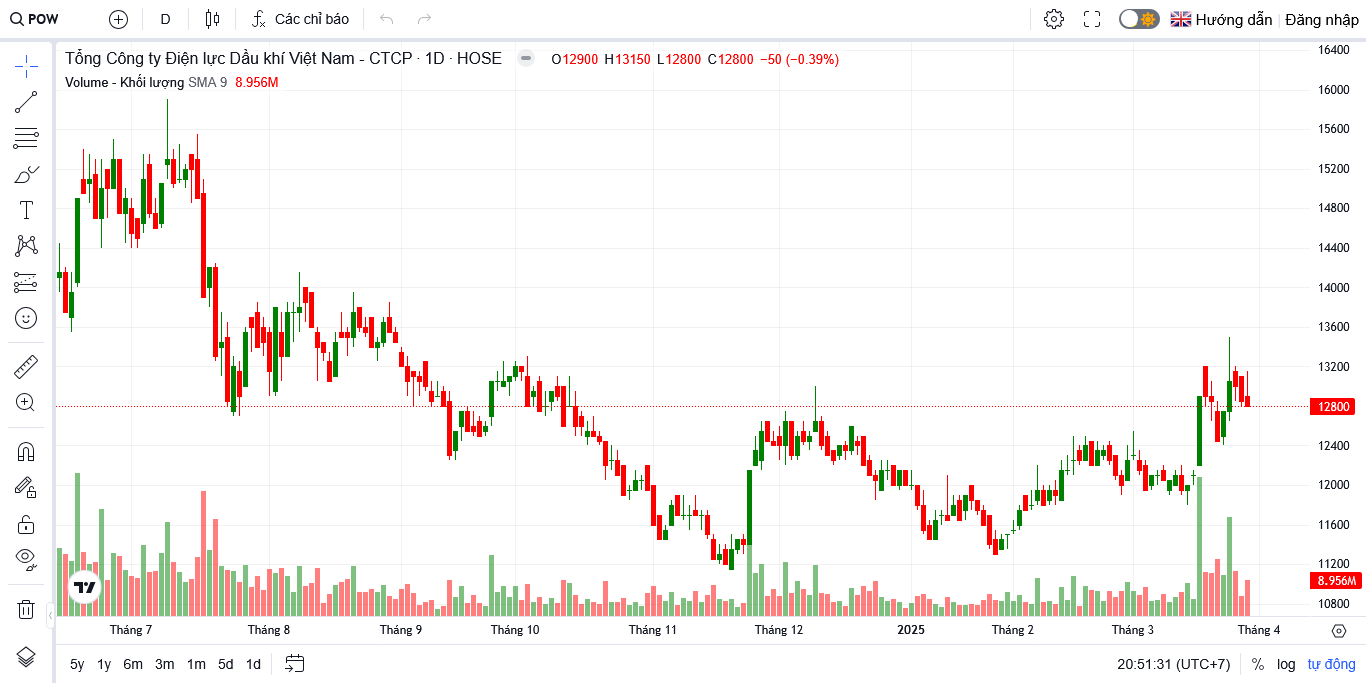 POW D Các chỉ báo Hướng dẫn Đăng nhập
Tổng Công ty Điện lực Dầu khí Việt Nam - CTCP · 1D · HOSE O12900 H13150 L12800 C12800 −50 (−0.39%)
Volume - Khối lượng SMA 9 8.956M
16400
16000
15600
15200
14800
14400
14000
13600
13200
12800
12400
12000
11600
11200
8.956M
10800
Tháng 7 Tháng 8 Tháng 9 Tháng 10 Tháng 11 Tháng 12 2025 Tháng 2 Tháng 3 Tháng 4
5y 1y 6m 3m 1m 5d 1d 20:51:31 (UTC+7) % log tự động